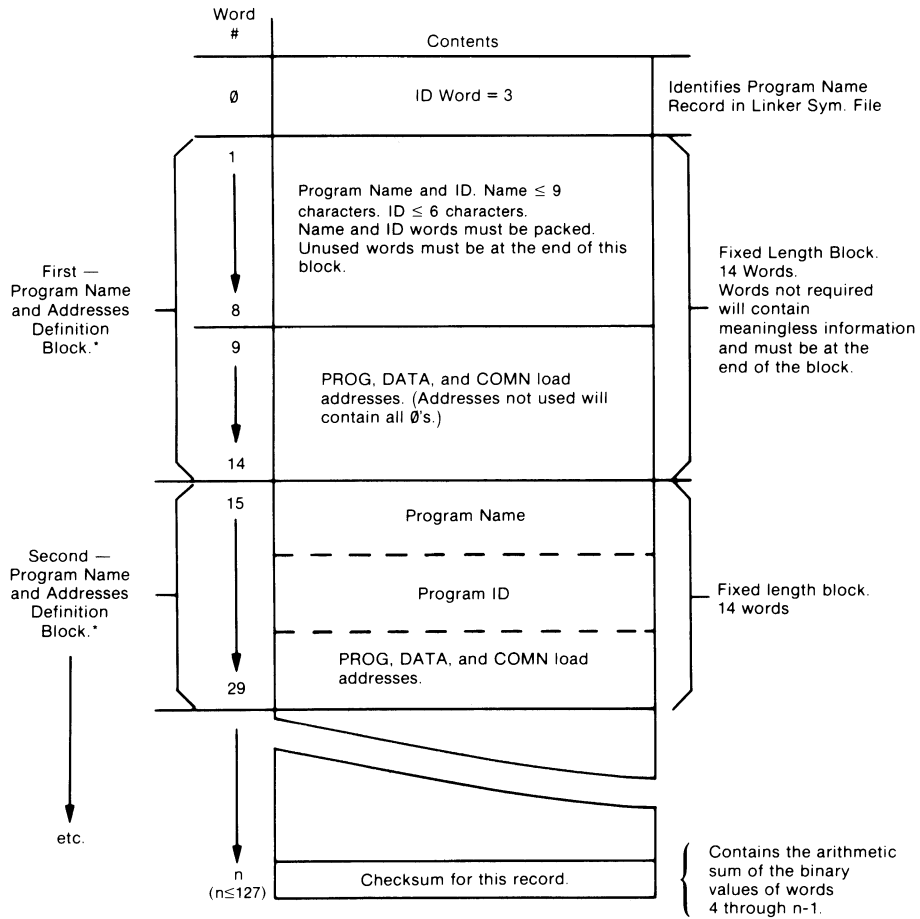 Word
#
Contents
Ø
ID Word = 3
Identifies Program Name
Record in Linker Sym. File
First —
Program Name
and Addresses
Definition
Block.*
1
8
Program Name and ID. Name ≤ 9
characters. ID ≤ 6 characters.
Name and ID words must be packed.
Unused words must be at the end of this
block.
9
14
PROG, DATA, and COMN load
addresses. (Addresses not used will
contain all Ø's.)
Fixed Length Block.
14 Words.
Words not required
will contain
meaningless information
and must be at the
end of the block.
Second —
Program Name
and Addresses
Definition
Block.*
15
29
Program Name
Program ID
PROG, DATA, and COMN load
addresses.
Fixed length block.
14 words
etc.
n
(n≤127)
Checksum for this record.
Contains the arithmetic
sum of the binary
values of words
4 through n-1.